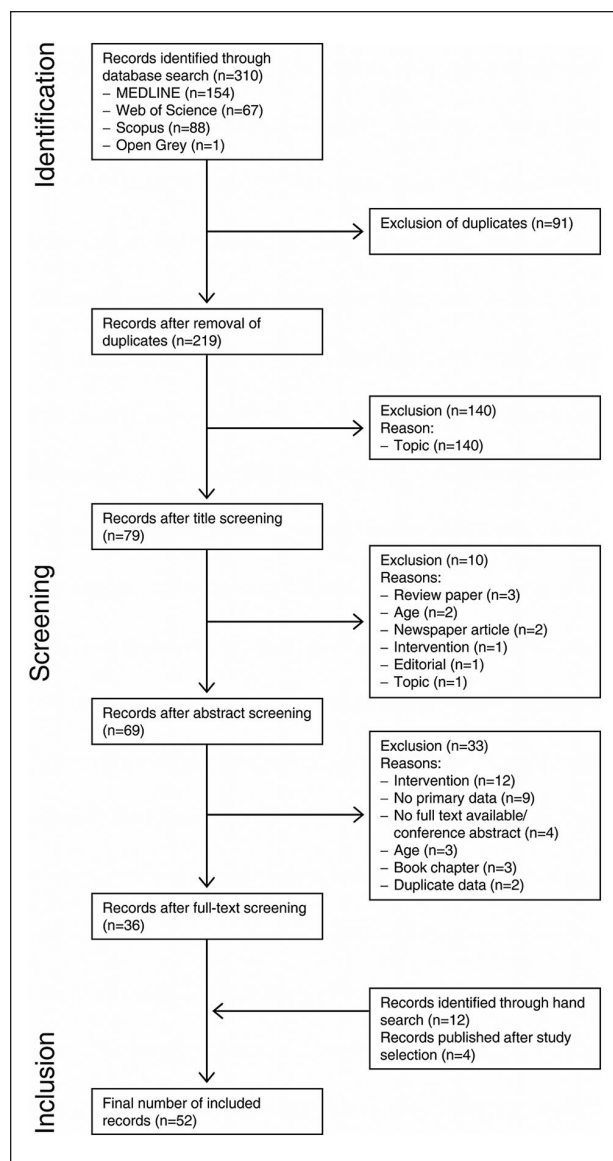 Identification
Records identified through
database search (n=310)
– MEDLINE (n=154)
– Web of Science (n=67)
– Scopus (n=88)
– Open Grey (n=1)
Exclusion of duplicates (n=91)
Records after removal of
duplicates (n=219)
Exclusion (n=140)
Reason:
– Topic (n=140)
Screening
Records after title screening
(n=79)
Exclusion (n=10)
Reasons:
– Review paper (n=3)
– Age (n=2)
– Newspaper article (n=2)
– Intervention (n=1)
– Editorial (n=1)
– Topic (n=1)
Records after abstract screening
(n=69)
Exclusion (n=33)
Reasons:
– Intervention (n=12)
– No primary data (n=9)
– No full text available/
conference abstract (n=4)
– Age (n=3)
– Book chapter (n=3)
– Duplicate data (n=2)
Records after full-text screening
(n=36)
Records identified through hand
search (n=12)
Records published after study
selection (n=4)
Inclusion
Final number of included
records (n=52)